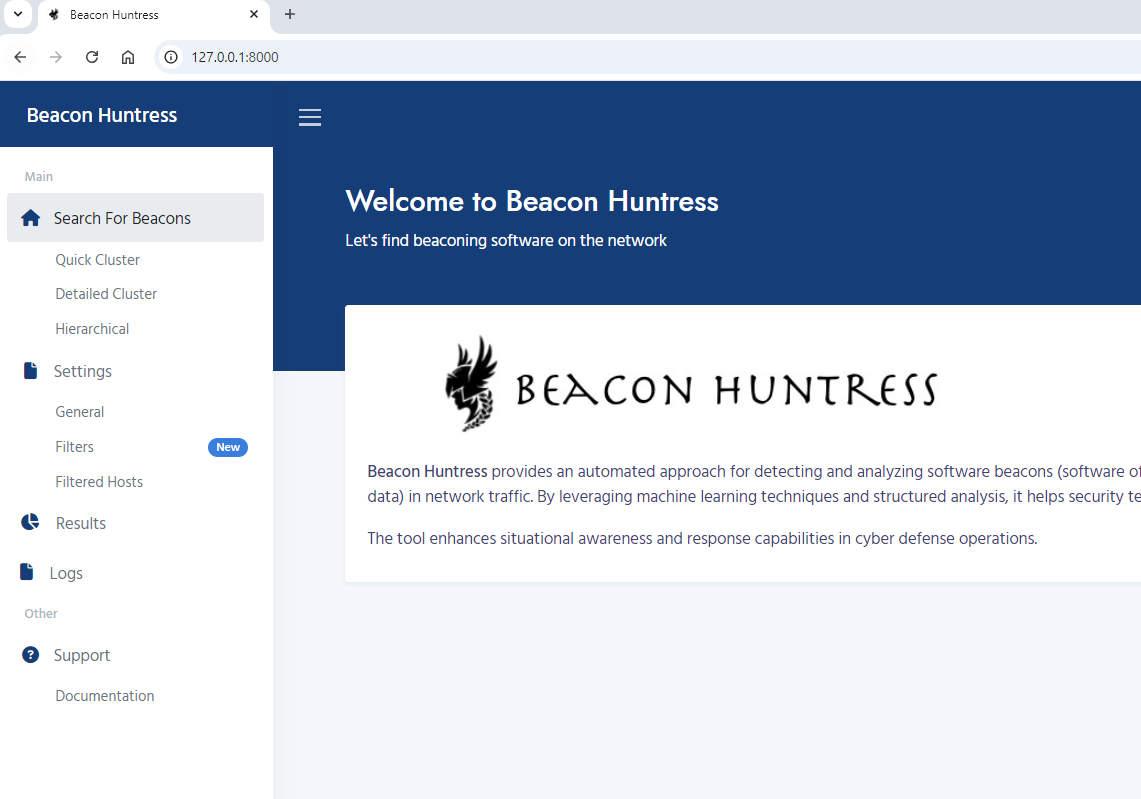 Beacon Huntress
127.0.0.1:8000
Beacon Huntress
Main
Search For Beacons
Quick Cluster
Detailed Cluster
Hierarchical
Settings
General
Filters New
Filtered Hosts
Results
Logs
Other
Support
Documentation
Welcome to Beacon Huntress
Let's find beaconing software on the network
BEACON HUNTRESS
Beacon Huntress provides an automated approach for detecting and analyzing software beacons (software of
data) in network traffic. By leveraging machine learning techniques and structured analysis, it helps security te
The tool enhances situational awareness and response capabilities in cyber defense operations.